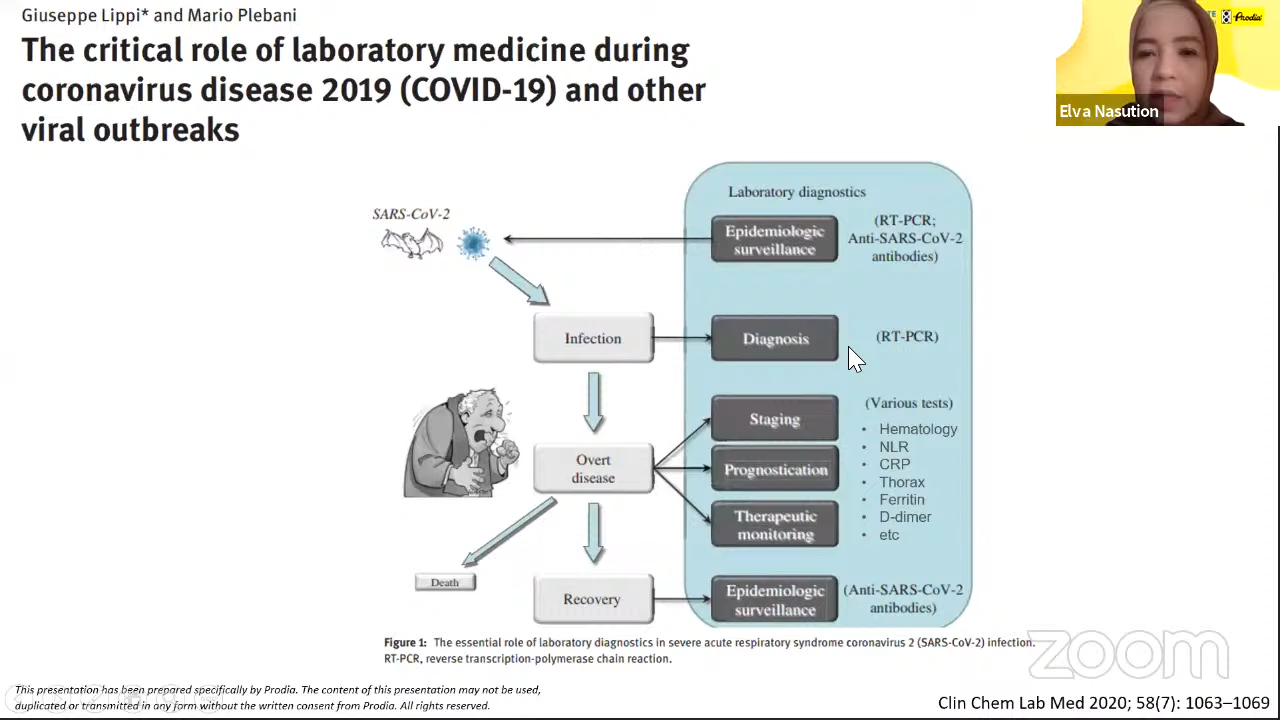 Giuseppe Lippi* and Mario Plebani
The critical role of laboratory medicine during
coronavirus disease 2019 (COVID-19) and other
viral outbreaks
Prodia
Elva Nasution
Laboratory diagnostics
SARS-CoV-2
Epidemiologic
surveillance
(RT-PCR;
Anti-SARS-CoV-2
antibodies)
Infection
Diagnosis
(RT-PCR)
Staging
(Various tests)
• Hematology
• NLR
• CRP
• Thorax
• Ferritin
• D-dimer
• etc
Overt
disease
Prognostication
Therapeutic
monitoring
Death
Recovery
Epidemiologic
surveillance
(Anti-SARS-CoV-2
antibodies)
Figure 1: The essential role of laboratory diagnostics in severe acute respiratory syndrome coronavirus 2 (SARS-CoV-2) infection.
RT-PCR, reverse transcription-polymerase chain reaction.
zoom
This presentation has been prepared specifically by Prodia. The content of this presentation may not be used,
duplicated or transmitted in any form without the written consent from Prodia. All rights reserved.
Clin Chem Lab Med 2020; 58(7): 1063–1069